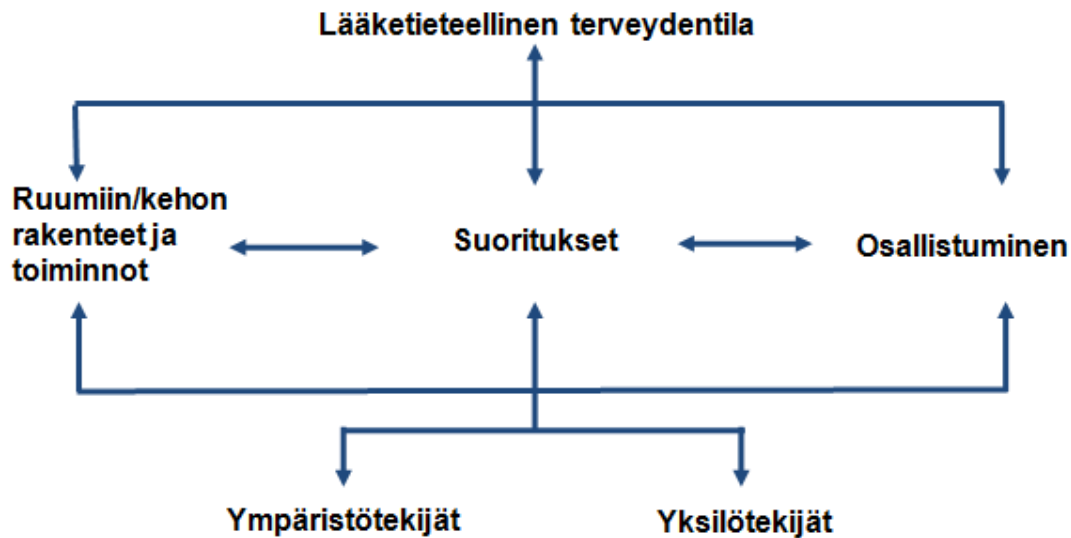 Lääketieteellinen terveydentila
Ruumiin/kehon
rakenteet ja
toiminnot
Suoritukset
Osallistuminen
Ympäristötekijät
Yksilötekijät